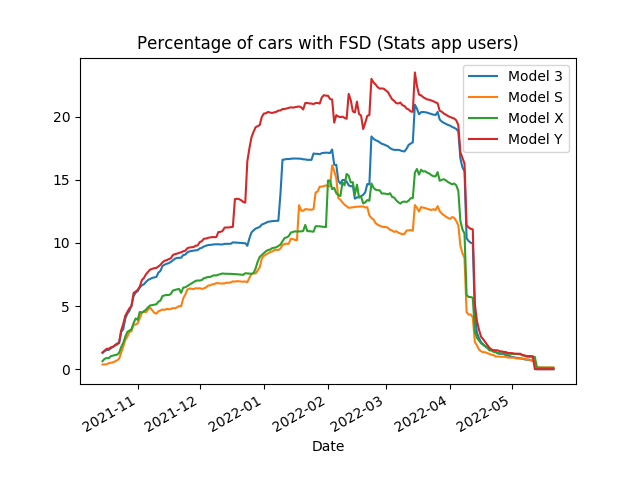 Percentage of cars with FSD (Stats app users)
Model 3
Model S
Model X
Model Y
20
15
10
5
0
2021-11
2021-12
2022-01
2022-02
2022-03
2022-04
2022-05
Date